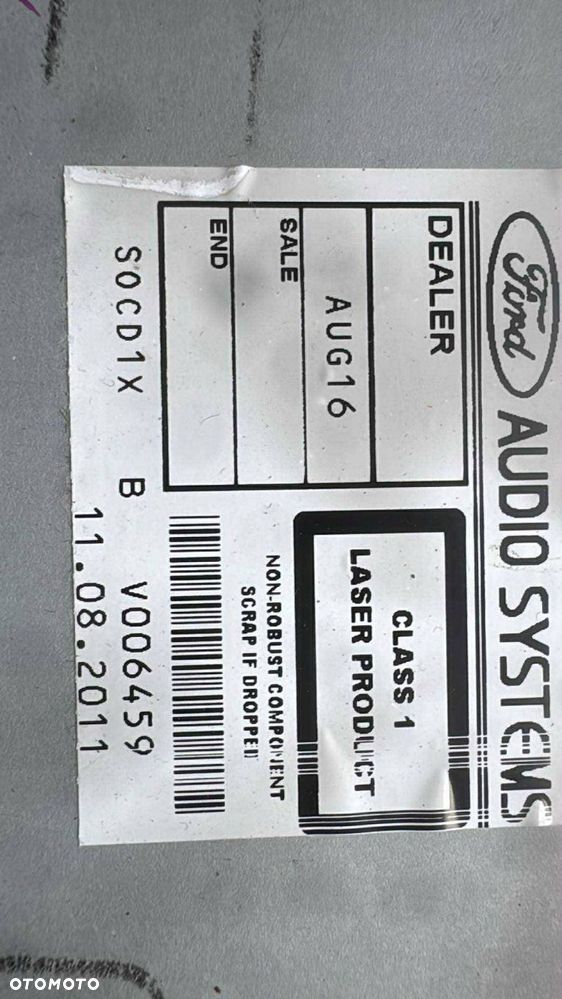 Ford AUDIO SYSTEMS
DEALER
AUG16
SALE
END
CLASS 1
LASER PRODUCT
NON-ROBUST COMPONENT
SCRAP IF DROPPED
S0CD1X B V006459
11.08.2011
OTOMOTO